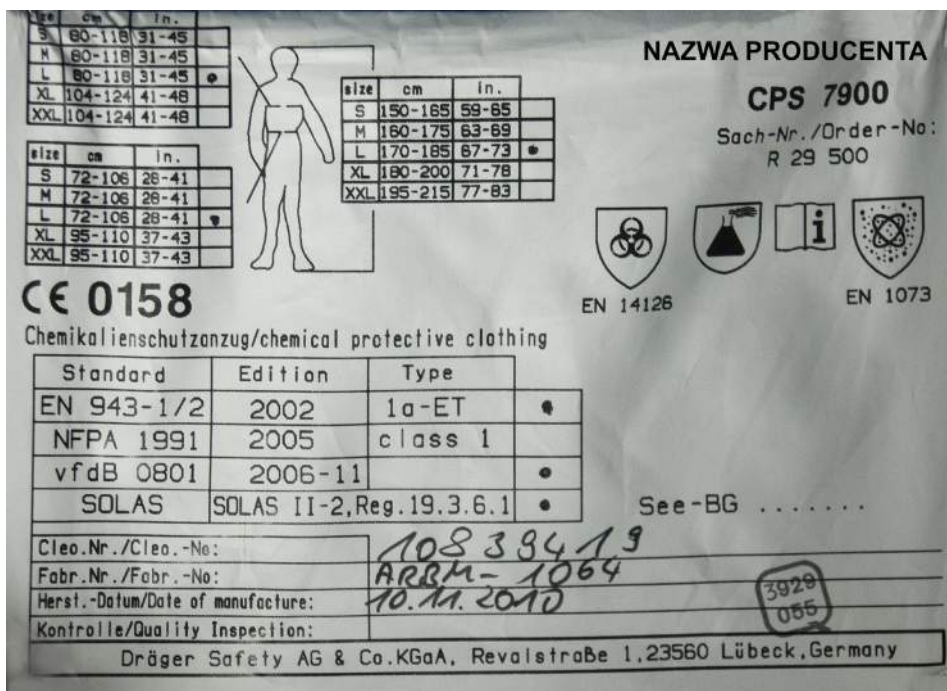 size cm in.
S 80-118 31-45
M 80-118 31-45
L 80-118 31-45 •
XL 104-124 41-48
XXL 104-124 41-48
size cm in.
S 72-106 28-41
M 72-106 28-41
L 72-106 28-41 •
XL 95-110 37-43
XXL 95-110 37-43
size cm in.
S 150-165 59-65
M 160-175 63-69
L 170-185 67-73 •
XL 180-200 71-78
XXL 195-215 77-83
NAZWA PRODUCENTA
CPS 7900
Sach-Nr./Order-No:
R 29 500
i
EN 14126
EN 1073
CE 0158
Chemikalienschutzanzug/chemical protective clothing
Standard Edition Type
EN 943-1/2 2002 1a-ET •
NFPA 1991 2005 class 1
vfdB 0801 2006-11 •
SOLAS SOLAS II-2,Reg.19.3.6.1 •
See-BG .......
Cleo.Nr./Cleo.-No: 10839419
Fabr.Nr./Fabr.-No: ARBM-1064
Herst.-Datum/Date of manufacture: 10.11.2010
3929
055
Kontrolle/Quality Inspection:
Dräger Safety AG & Co.KGaA, Revalstraße 1,23560 Lübeck,Germany